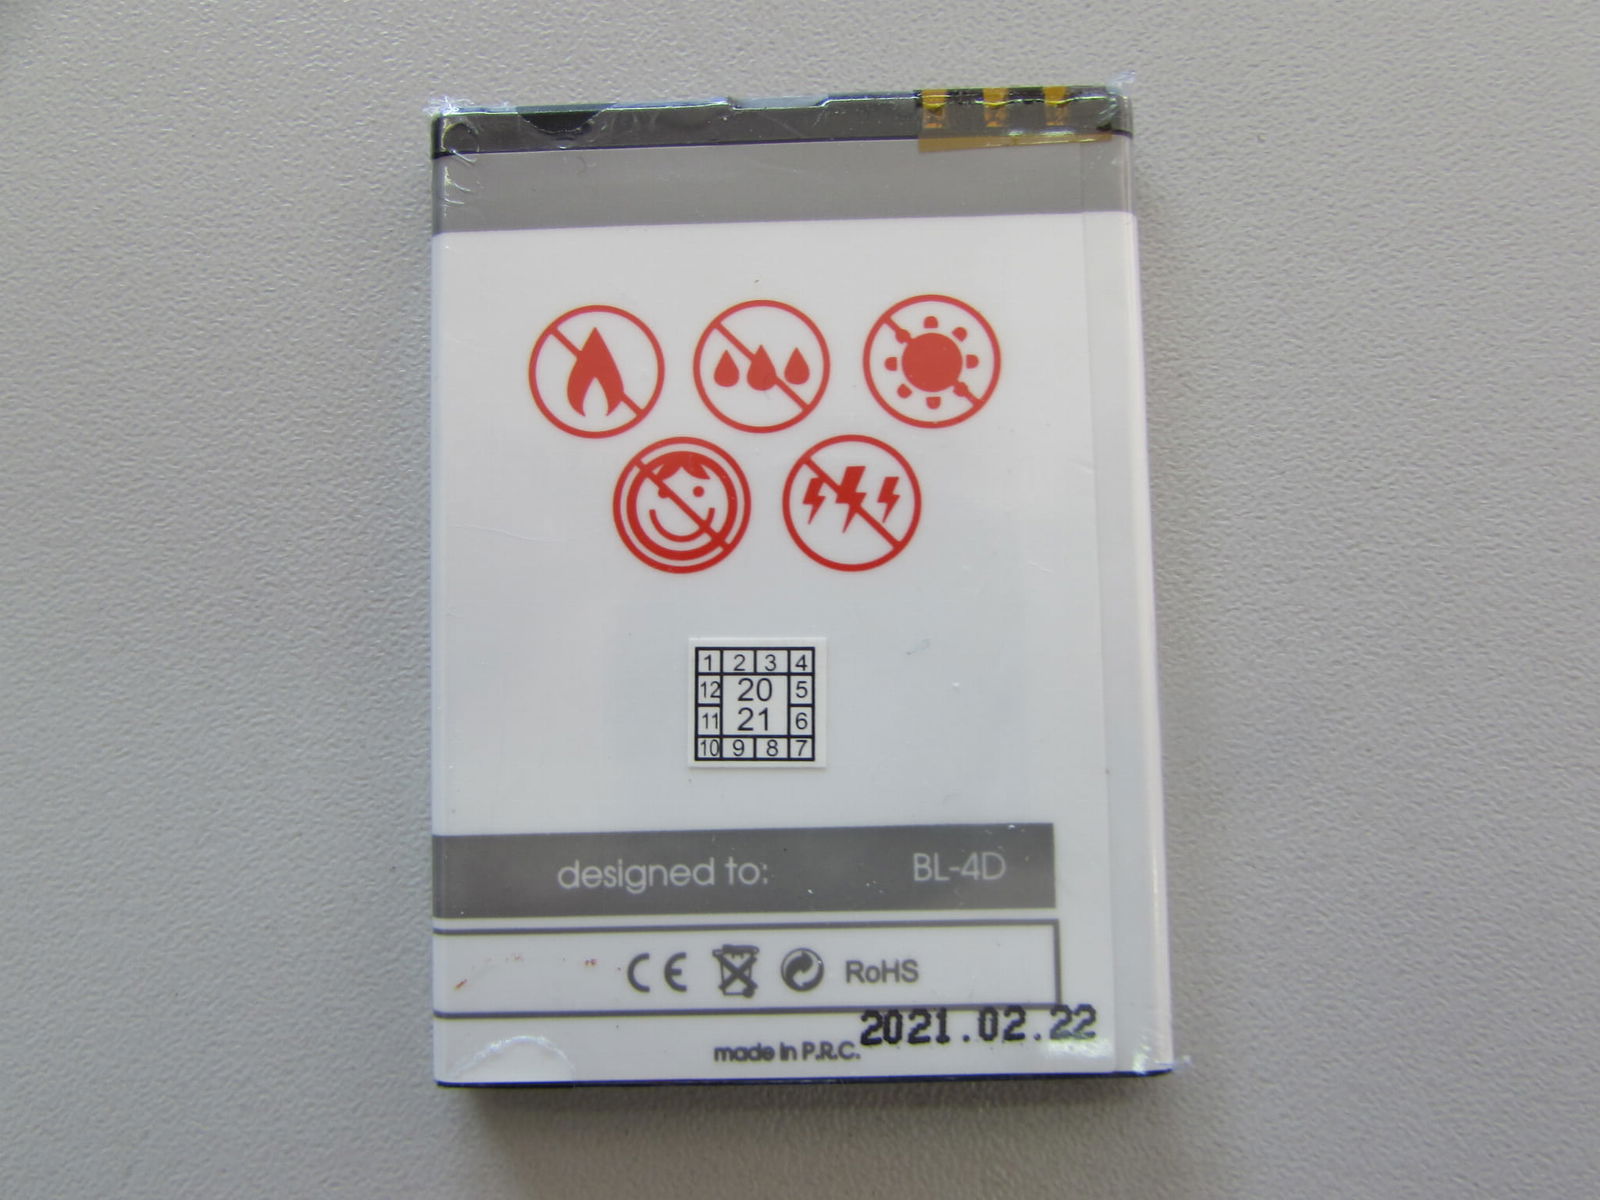 1 2 3 4
12 20 5
11 21 6
10 9 8 7
designed to: BL-4D
CE RoHS
2021.02.22
made in P.R.C.